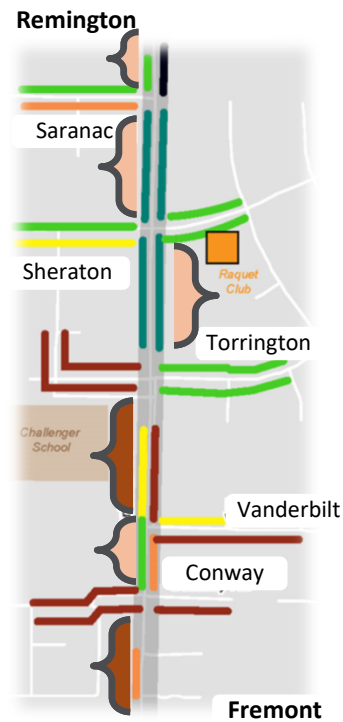 Remington
Saranac
Sheraton
Raquet
Club
Torrington
Challenger
School
Vanderbilt
Conway
Fremont